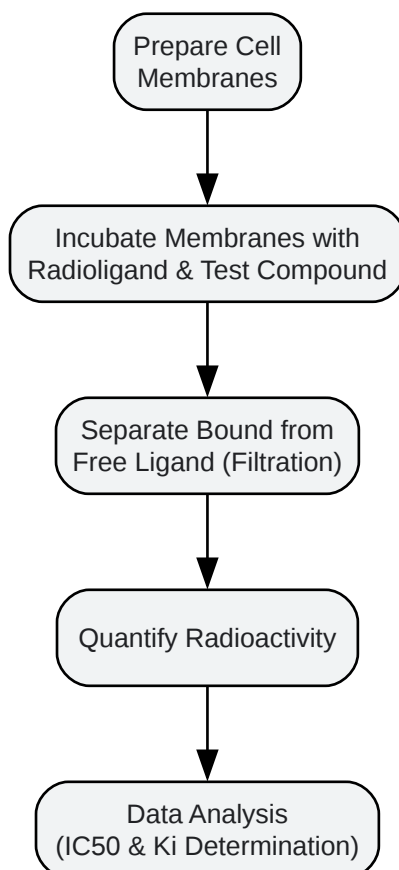 Prepare Cell
Membranes
Incubate Membranes with
Radioligand & Test Compound
Separate Bound from
Free Ligand (Filtration)
Quantify Radioactivity
Data Analysis
(IC50 & Ki Determination)